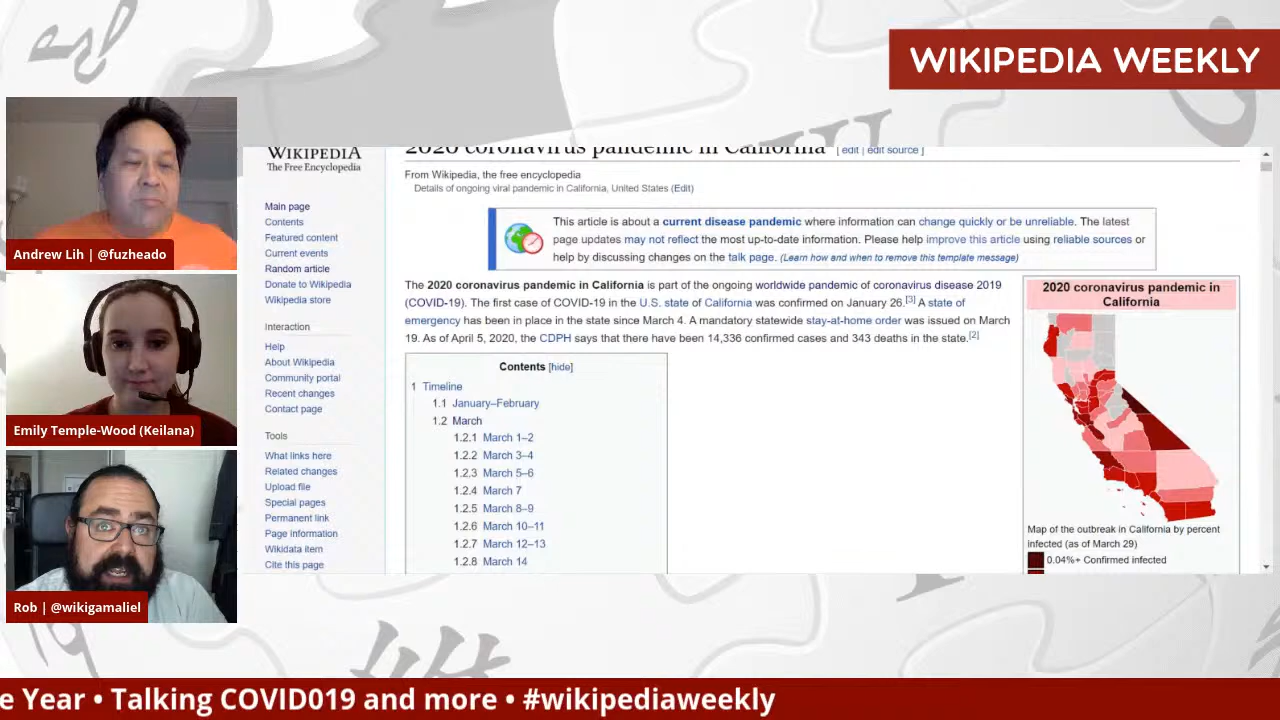 WIKIPEDIA WEEKLY
Andrew Lih | @fuzheado
Emily Temple-Wood (Keilana)
Rob | @wikigamaliel
WIKIPEDIA
The Free Encyclopedia
Main page
Contents
Featured content
Current events
Random article
Donate to Wikipedia
Wikipedia store
Interaction
Help
About Wikipedia
Community portal
Recent changes
Contact page
Tools
What links here
Related changes
Upload file
Special pages
Permanent link
Page information
Wikidata item
Cite this page
2020 coronavirus pandemic in California [ edit | edit source ]
From Wikipedia, the free encyclopedia
Details of ongoing viral pandemic in California, United States (Edit)
This article is about a current disease pandemic where information can change quickly or be unreliable. The latest
page updates may not reflect the most up-to-date information. Please help improve this article using reliable sources or
help by discussing changes on the talk page. (Learn how and when to remove this template message)
The 2020 coronavirus pandemic in California is part of the ongoing worldwide pandemic of coronavirus disease 2019
(COVID-19). The first case of COVID-19 in the U.S. state of California was confirmed on January 26.[3] A state of
emergency has been in place in the state since March 4. A mandatory statewide stay-at-home order was issued on March
19. As of April 5, 2020, the CDPH says that there have been 14,336 confirmed cases and 343 deaths in the state.[2]
Contents [hide]
1 Timeline
1.1 January–February
1.2 March
1.2.1 March 1–2
1.2.2 March 3–4
1.2.3 March 5–6
1.2.4 March 7
1.2.5 March 8–9
1.2.6 March 10–11
1.2.7 March 12–13
1.2.8 March 14
2020 coronavirus pandemic in
California
Map of the outbreak in California by percent
infected (as of March 29)
0.04%+ Confirmed infected
e Year • Talking COVID019 and more • #wikipediaweekly